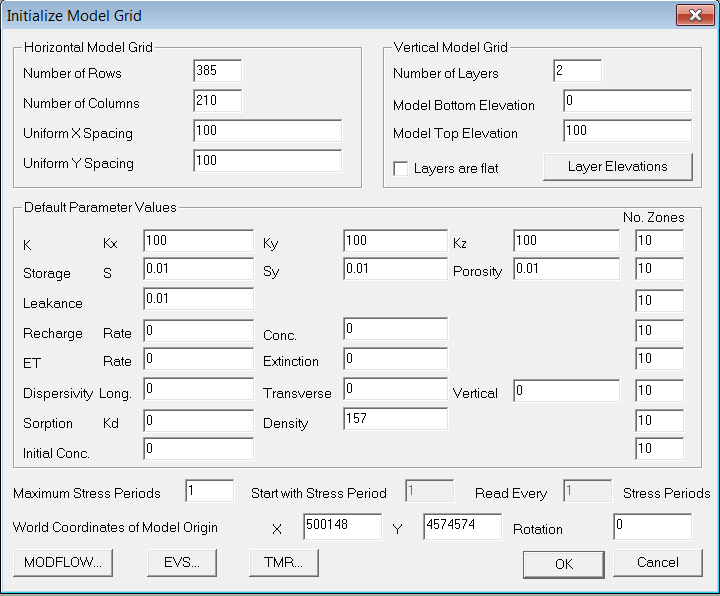 Initialize Model Grid
Horizontal Model Grid
Number of Rows 385
Number of Columns 210
Uniform X Spacing 100
Uniform Y Spacing 100
Vertical Model Grid
Number of Layers 2
Model Bottom Elevation 0
Model Top Elevation 100
Layers are flat Layer Elevations
Default Parameter Values
No. Zones
K Kx 100 Ky 100 Kz 100 10
Storage S 0.01 Sy 0.01 Porosity 0.01 10
Leakance 0.01 10
Recharge Rate 0 Conc. 0 10
ET Rate 0 Extinction 0 10
Dispersivity Long. 0 Transverse 0 Vertical 0 10
Sorption Kd 0 Density 157 10
Initial Conc. 0 10
Maximum Stress Periods 1 Start with Stress Period 1 Read Every 1 Stress Periods
World Coordinates of Model Origin X 500148 Y 4574574 Rotation 0
MODFLOW... EVS... TMR... OK Cancel